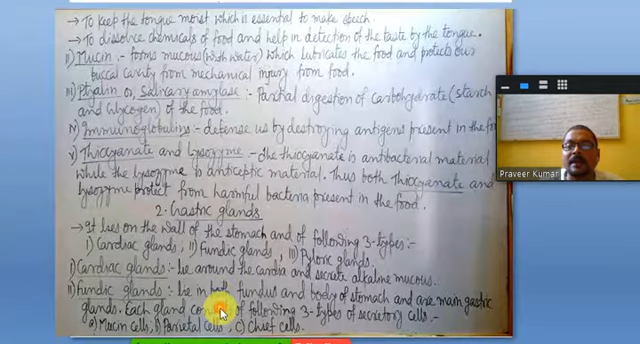 → To keep the tongue moist which is essential to make speech.
→ To dissolve chemicals of food and help in detection of the taste by the tongue.
ii) Mucin :- forms mucous (with water) which lubricates the food and protects our
buccal cavity from mechanical injury from food.
iii) Ptyalin or, Salivary amylase :- Partial digestion of carbohydrate (starch
and Glycogen) of the food.
iv) Immunoglobulins :- defense us by destroying antigens present in the
v) Thiocyanate and Lysozyme :- The thiocyanate is antibacterial material
while the lysozyme is anticeptic material. Thus both Thiocyanate and
lysozyme protect from harmful bacteria present in the food.
2. Gastric glands
→ It lies on the wall of the stomach and of following 3-types :-
i) Cardiac glands, ii) Fundic glands, iii) Pyloric glands.
i) Cardiac glands :- lie around the cardia and secrete alkaline mucous.
ii) Fundic glands :- lie in both fundus and body of stomach and are main gastric
glands. Each gland of following 3-types of secretory cells :-
a) Mucin cells, b) Parietal cells, c) Chief cells.
Praveer Kumar